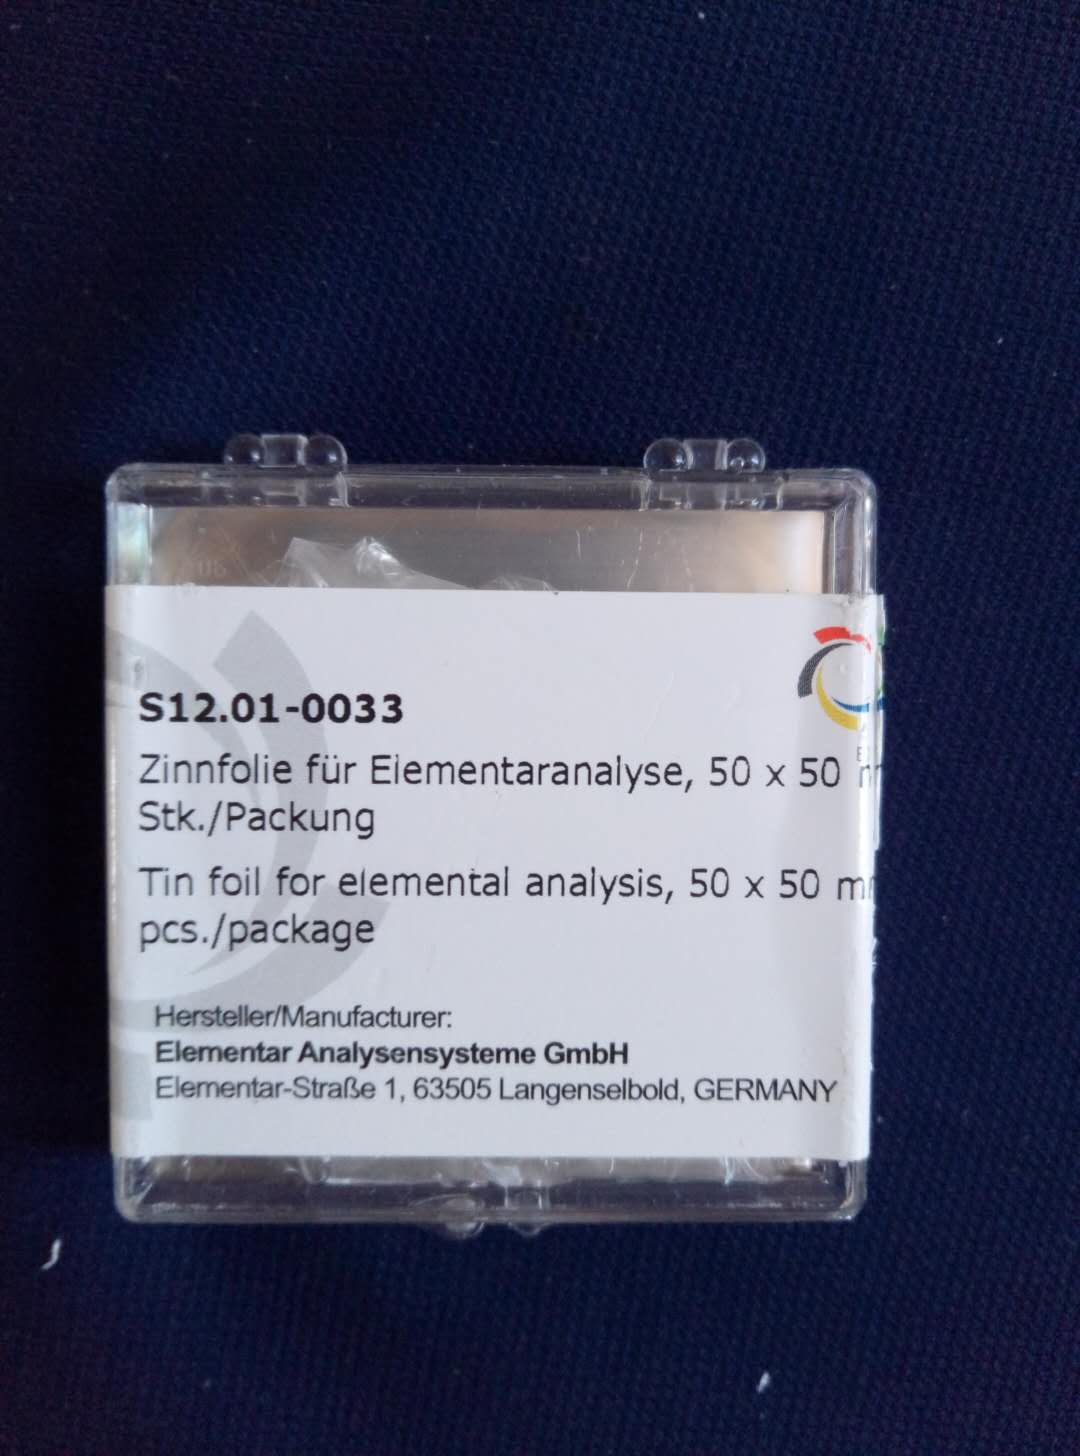 S12.01-0033
Zinnfolie für Elementaranalyse, 50 x 50
Stk./Packung
Tin foil for elemental analysis, 50 x 50
pcs./package
Hersteller/Manufacturer:
Elementar Analysensysteme GmbH
Elementar-Straße 1, 63505 Langenselbold, GERMANY